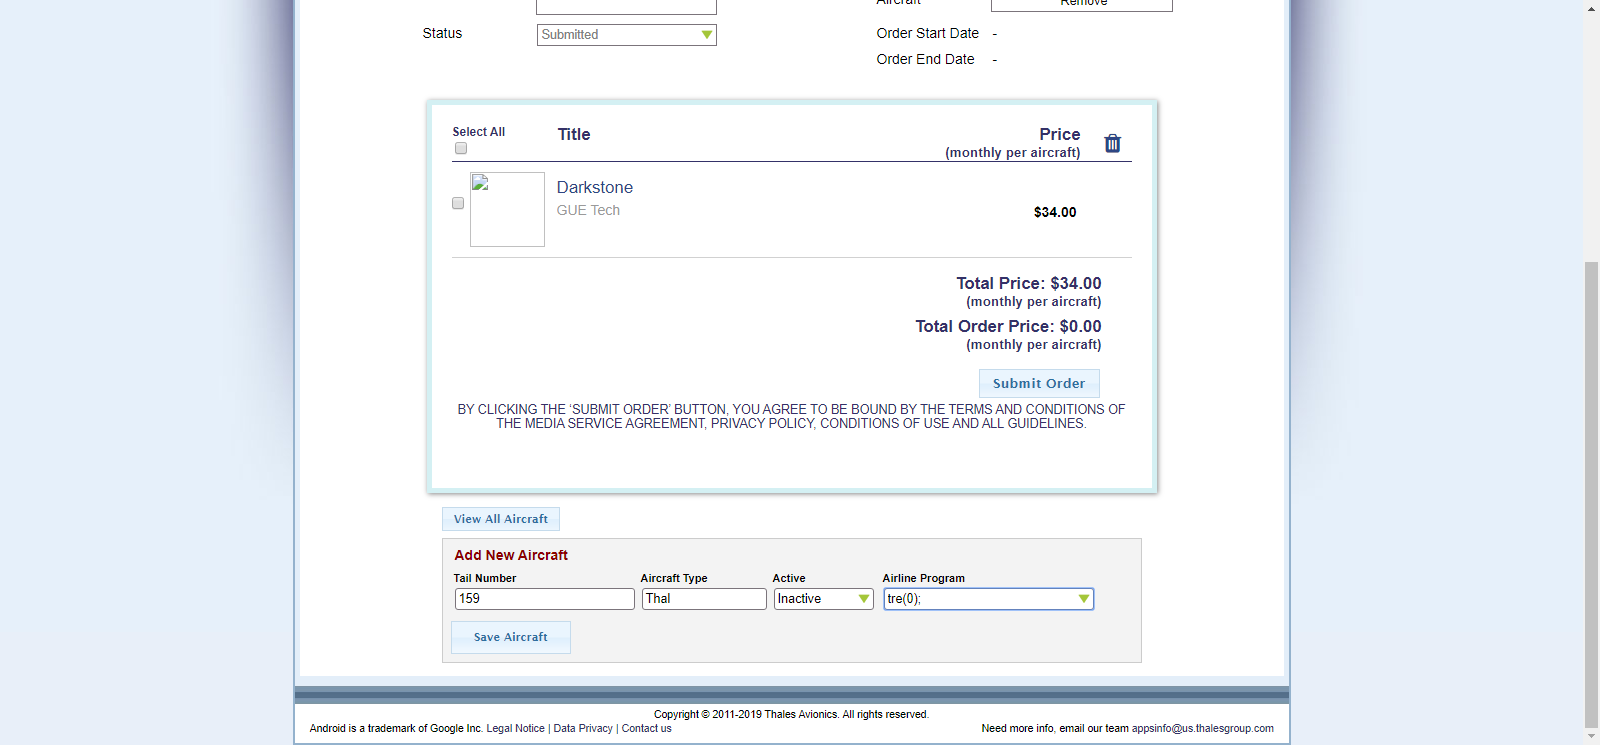 Aircraft
Remove
Status
Submitted
Order Start Date -
Order End Date -
Select All
Title
Price
(monthly per aircraft)
Darkstone
GUE Tech
$34.00
Total Price: $34.00
(monthly per aircraft)
Total Order Price: $0.00
(monthly per aircraft)
Submit Order
BY CLICKING THE ‘SUBMIT ORDER’ BUTTON, YOU AGREE TO BE BOUND BY THE TERMS AND CONDITIONS OF
THE MEDIA SERVICE AGREEMENT, PRIVACY POLICY, CONDITIONS OF USE AND ALL GUIDELINES.
View All Aircraft
Add New Aircraft
Tail Number Aircraft Type Active Airline Program
159 Thal Inactive tre(0);
Save Aircraft
Copyright © 2011-2019 Thales Avionics. All rights reserved.
Android is a trademark of Google Inc. Legal Notice | Data Privacy | Contact us
Need more info, email our team appsinfo@us.thalesgroup.com